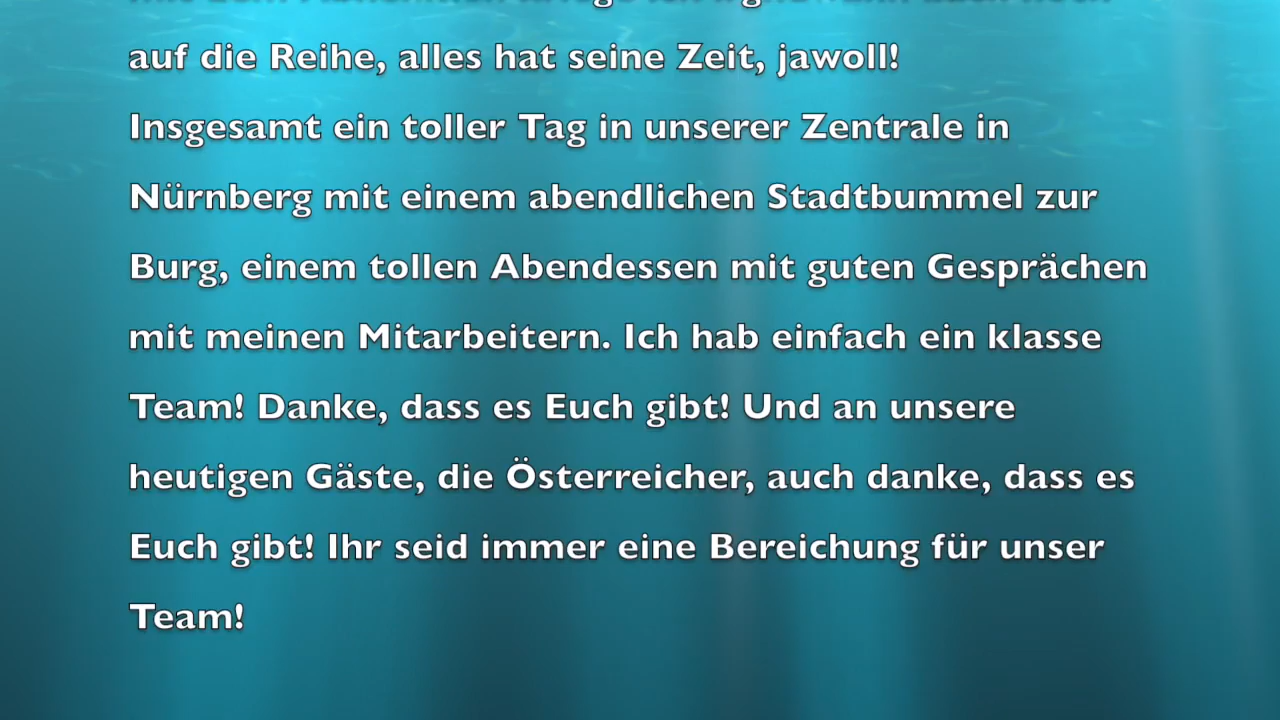 auf die Reihe, alles hat seine Zeit, jawoll!
Insgesamt ein toller Tag in unserer Zentrale in
Nürnberg mit einem abendlichen Stadtbummel zur
Burg, einem tollen Abendessen mit guten Gesprächen
mit meinen Mitarbeitern. Ich hab einfach ein klasse
Team! Danke, dass es Euch gibt! Und an unsere
heutigen Gäste, die Österreicher, auch danke, dass es
Euch gibt! Ihr seid immer eine Bereichung für unser
Team!